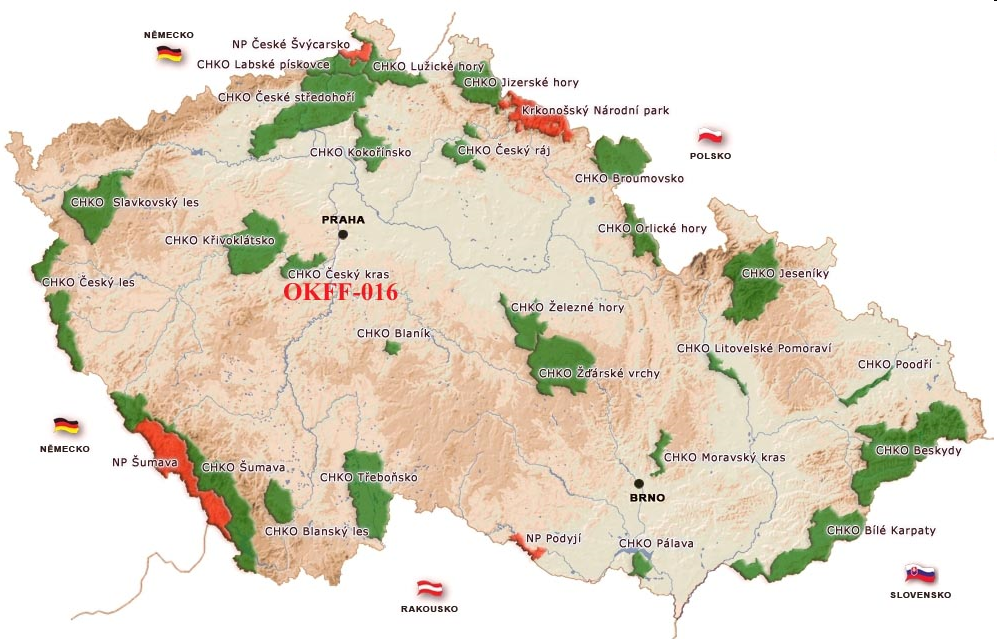 NĚMECKO
NP České Švýcarsko
CHKO Labské pískovce
CHKO Lužické hory
CHKO Jizerské hory
CHKO České středohoří
Krkonošský Národní park
POLSKO
CHKO Kokořínsko
CHKO Český ráj
CHKO Broumovsko
CHKO Slavkovský les
PRAHA
CHKO Orlické hory
CHKO Křivoklátsko
CHKO Český les
CHKO Český kras
OKFF-016
CHKO Jeseníky
CHKO Železné hory
CHKO Blaník
CHKO Litovelské Pomoraví
CHKO Poodří
CHKO Žďárské vrchy
NĚMECKO
NP Šumava
CHKO Šumava
CHKO Třeboňsko
CHKO Moravský kras
CHKO Beskydy
BRNO
CHKO Blanský les
NP Podyjí
CHKO Pálava
CHKO Bílé Karpaty
RAKOUSKO
SLOVENSKO